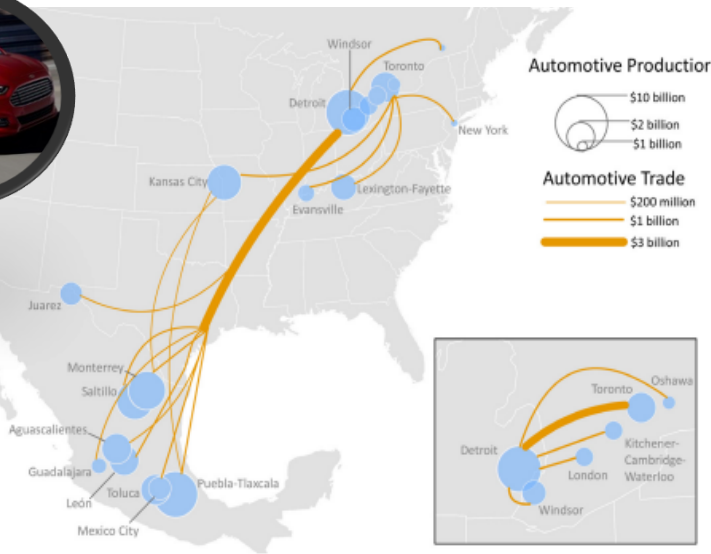 Windsor
Toronto
Detroit
New York
Kansas City
Lexington-Fayette
Evansville
Juarez
Monterrey
Saltillo
Aguascalientes
Guadalajara
León
Toluca
Mexico City
Puebla-Tlaxcala
Automotive Production
$10 billion
$2 billion
$1 billion
Automotive Trade
$200 million
$1 billion
$3 billion
Toronto
Oshawa
Detroit
Kitchener-
Cambridge-
Waterloo
London
Windsor